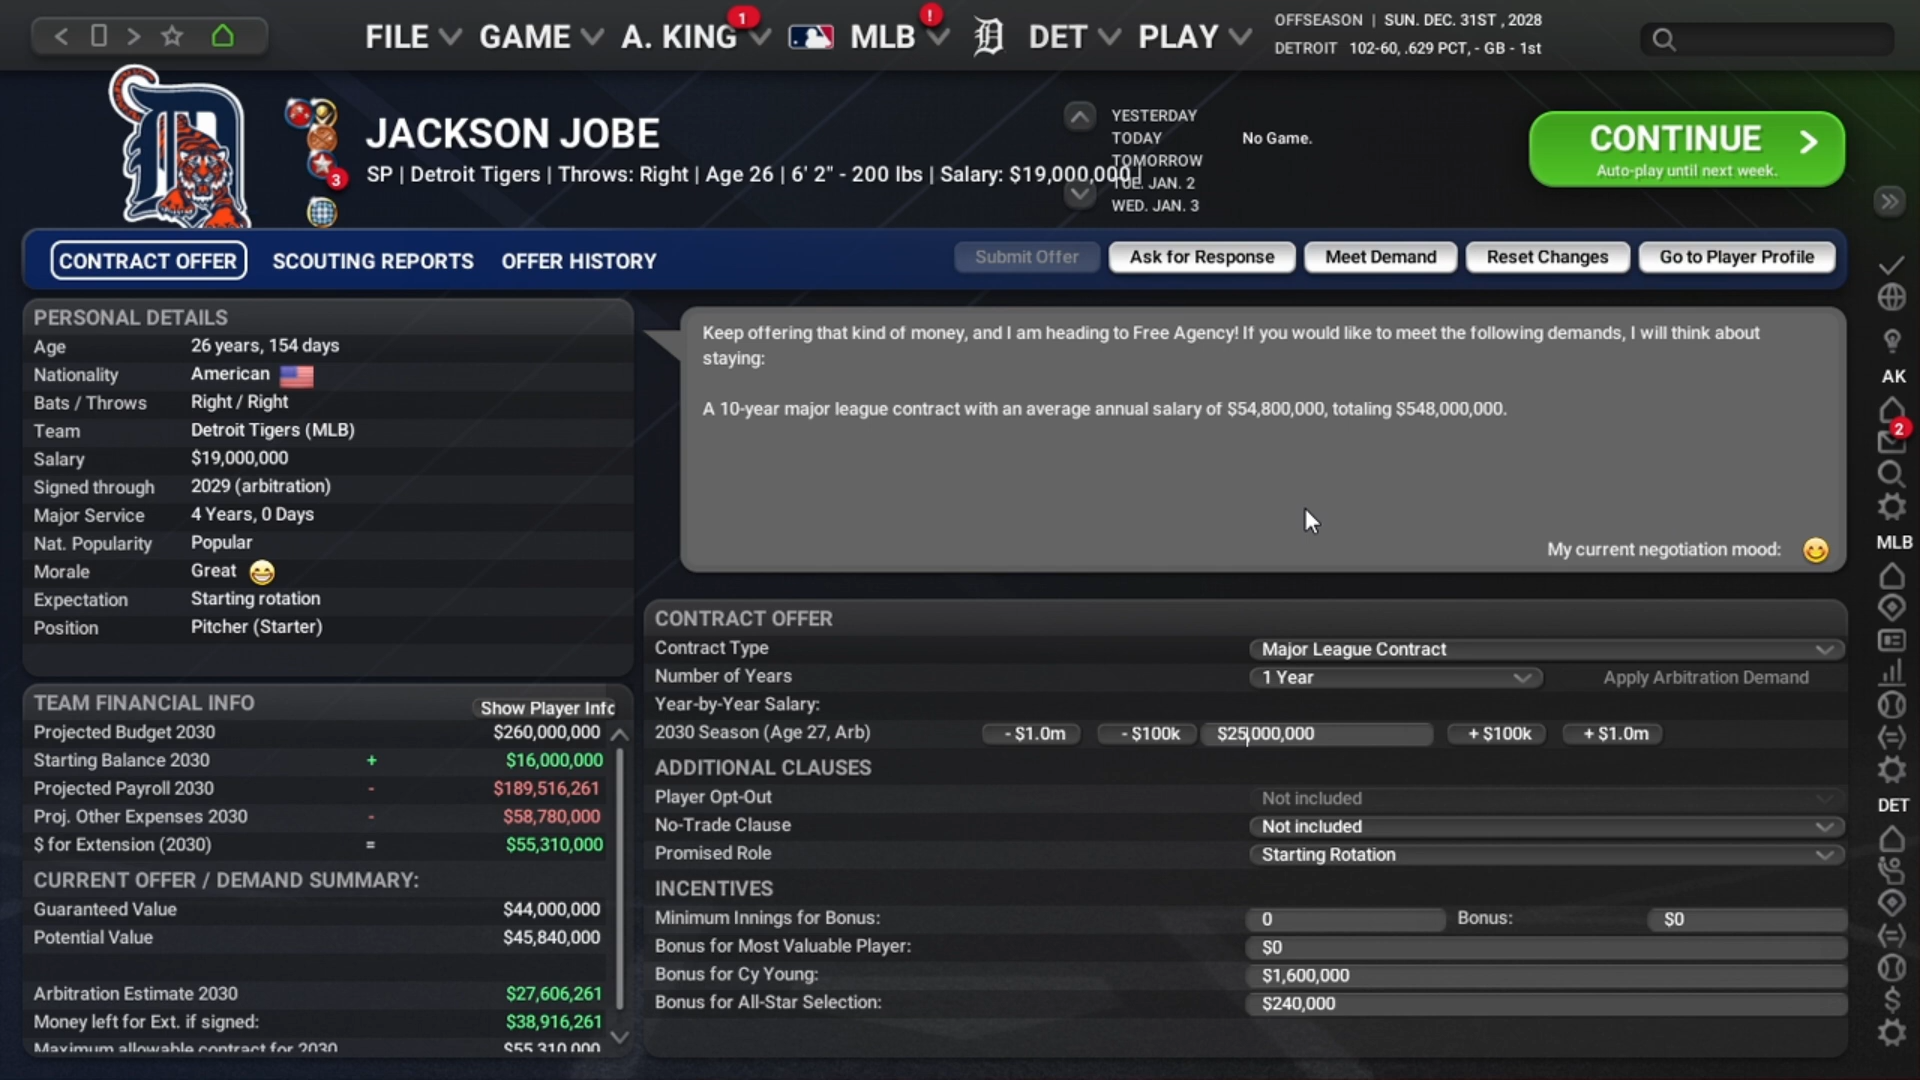 FILE GAME A. KING 1 MLB ! DET PLAY
OFFSEASON | SUN. DEC. 31ST , 2028
DETROIT 102-60, .629 PCT, - GB - 1st
JACKSON JOBE
SP | Detroit Tigers | Throws: Right | Age 26 | 6' 2" - 200 lbs | Salary: $19,000,000 |
3
YESTERDAY
TODAY No Game.
TOMORROW
TUE. JAN. 2
WED. JAN. 3
CONTINUE
Auto-play until next week.
CONTRACT OFFER SCOUTING REPORTS OFFER HISTORY
Submit Offer Ask for Response Meet Demand Reset Changes Go to Player Profile
PERSONAL DETAILS
Age 26 years, 154 days
Nationality American
Bats / Throws Right / Right
Team Detroit Tigers (MLB)
Salary $19,000,000
Signed through 2029 (arbitration)
Major Service 4 Years, 0 Days
Nat. Popularity Popular
Morale Great
Expectation Starting rotation
Position Pitcher (Starter)
Keep offering that kind of money, and I am heading to Free Agency! If you would like to meet the following demands, I will think about
staying:
A 10-year major league contract with an average annual salary of $54,800,000, totaling $548,000,000.
My current negotiation mood:
TEAM FINANCIAL INFO Show Player Info
Projected Budget 2030 $260,000,000
Starting Balance 2030 + $16,000,000
Projected Payroll 2030 - $189,516,261
Proj. Other Expenses 2030 - $58,780,000
$ for Extension (2030) = $55,310,000
CURRENT OFFER / DEMAND SUMMARY:
Guaranteed Value $44,000,000
Potential Value $45,840,000
Arbitration Estimate 2030 $27,606,261
Money left for Ext. if signed: $38,916,261
Maximum allowable contract for 2030 $55,310,000
CONTRACT OFFER
Contract Type Major League Contract
Number of Years 1 Year Apply Arbitration Demand
Year-by-Year Salary:
2030 Season (Age 27, Arb) - $1.0m - $100k $25,000,000 + $100k + $1.0m
ADDITIONAL CLAUSES
Player Opt-Out Not included
No-Trade Clause Not included
Promised Role Starting Rotation
INCENTIVES
Minimum Innings for Bonus: 0 Bonus: $0
Bonus for Most Valuable Player: $0
Bonus for Cy Young: $1,600,000
Bonus for All-Star Selection: $240,000
AK
2
MLB
DET